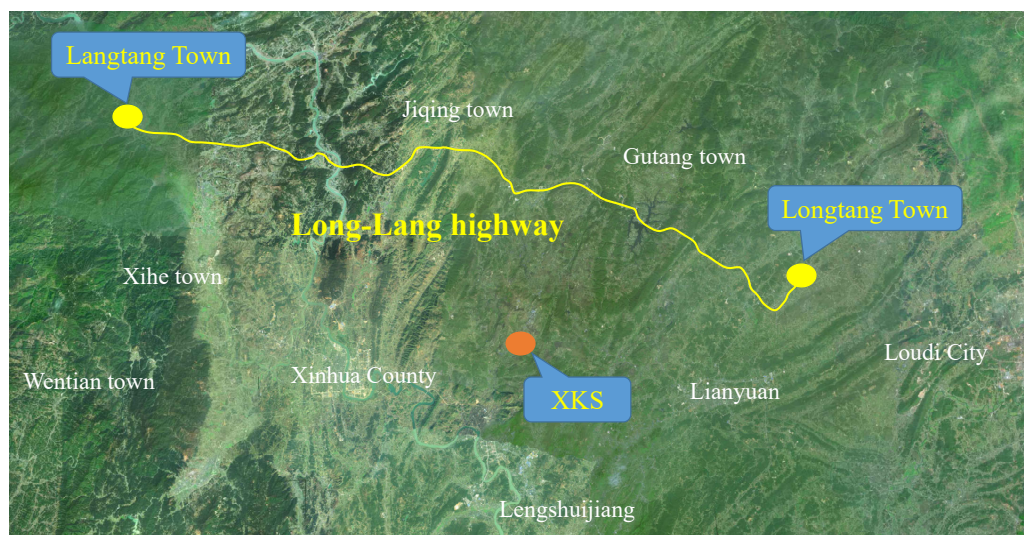 Langtang Town
Jiqing town
Gutang town
Longtang Town
Long-Lang highway
Xihe town
Loudi City
Wentian town
Xinhua County
Lianyuan
XKS
Lengshuijiang